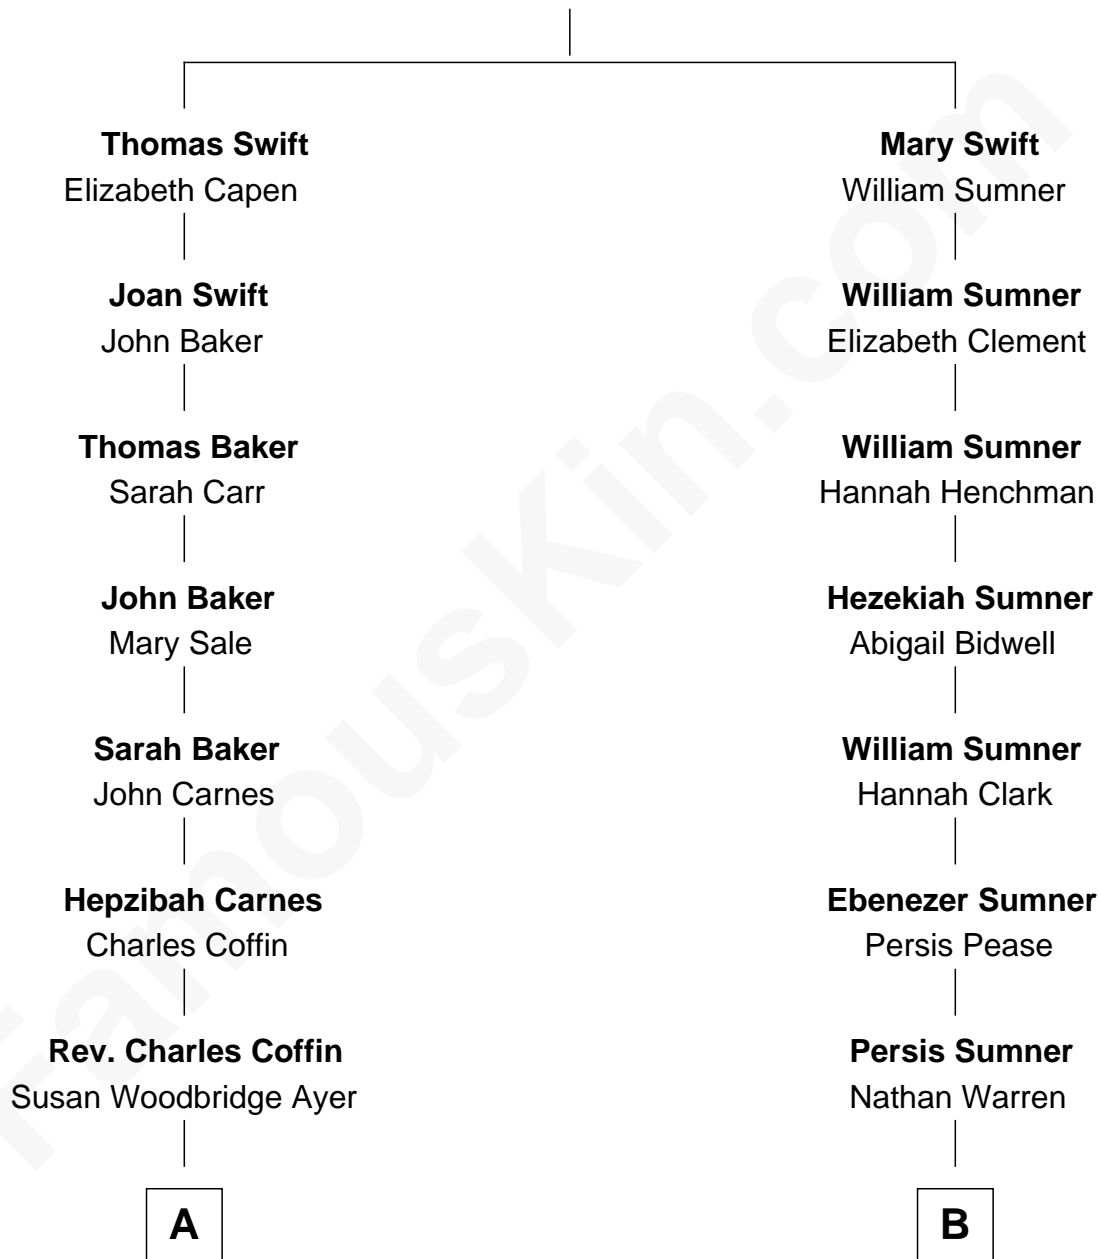 Thomas Swift
Elizabeth Capen
Joan Swift
John Baker
Thomas Baker
Sarah Carr
John Baker
Mary Sale
Sarah Baker
John Carnes
Hepzibah Carnes
Charles Coffin
Rev. Charles Coffin
Susan Woodbridge Ayer
A
Mary Swift
William Sumner
William Sumner
Elizabeth Clement
William Sumner
Hannah Henchman
Hezekiah Sumner
Abigail Bidwell
William Sumner
Hannah Clark
Ebenezer Sumner
Persis Pease
Persis Sumner
Nathan Warren
B
FamousKin.com